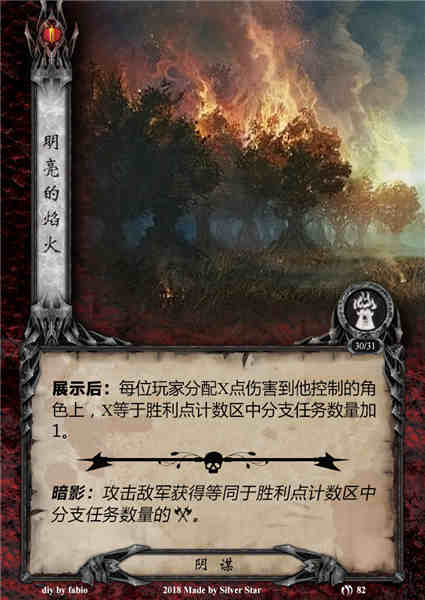 明亮的焰火
30/31
展示后：每位玩家分配X点伤害到他控制的角
色上，X等于胜利点计数区中分支任务数量加
1。
暗影：攻击敌军获得等同于胜利点计数区中
分支任务数量的。
阴谋
diy by fabio
2018 Made by Silver Star
82